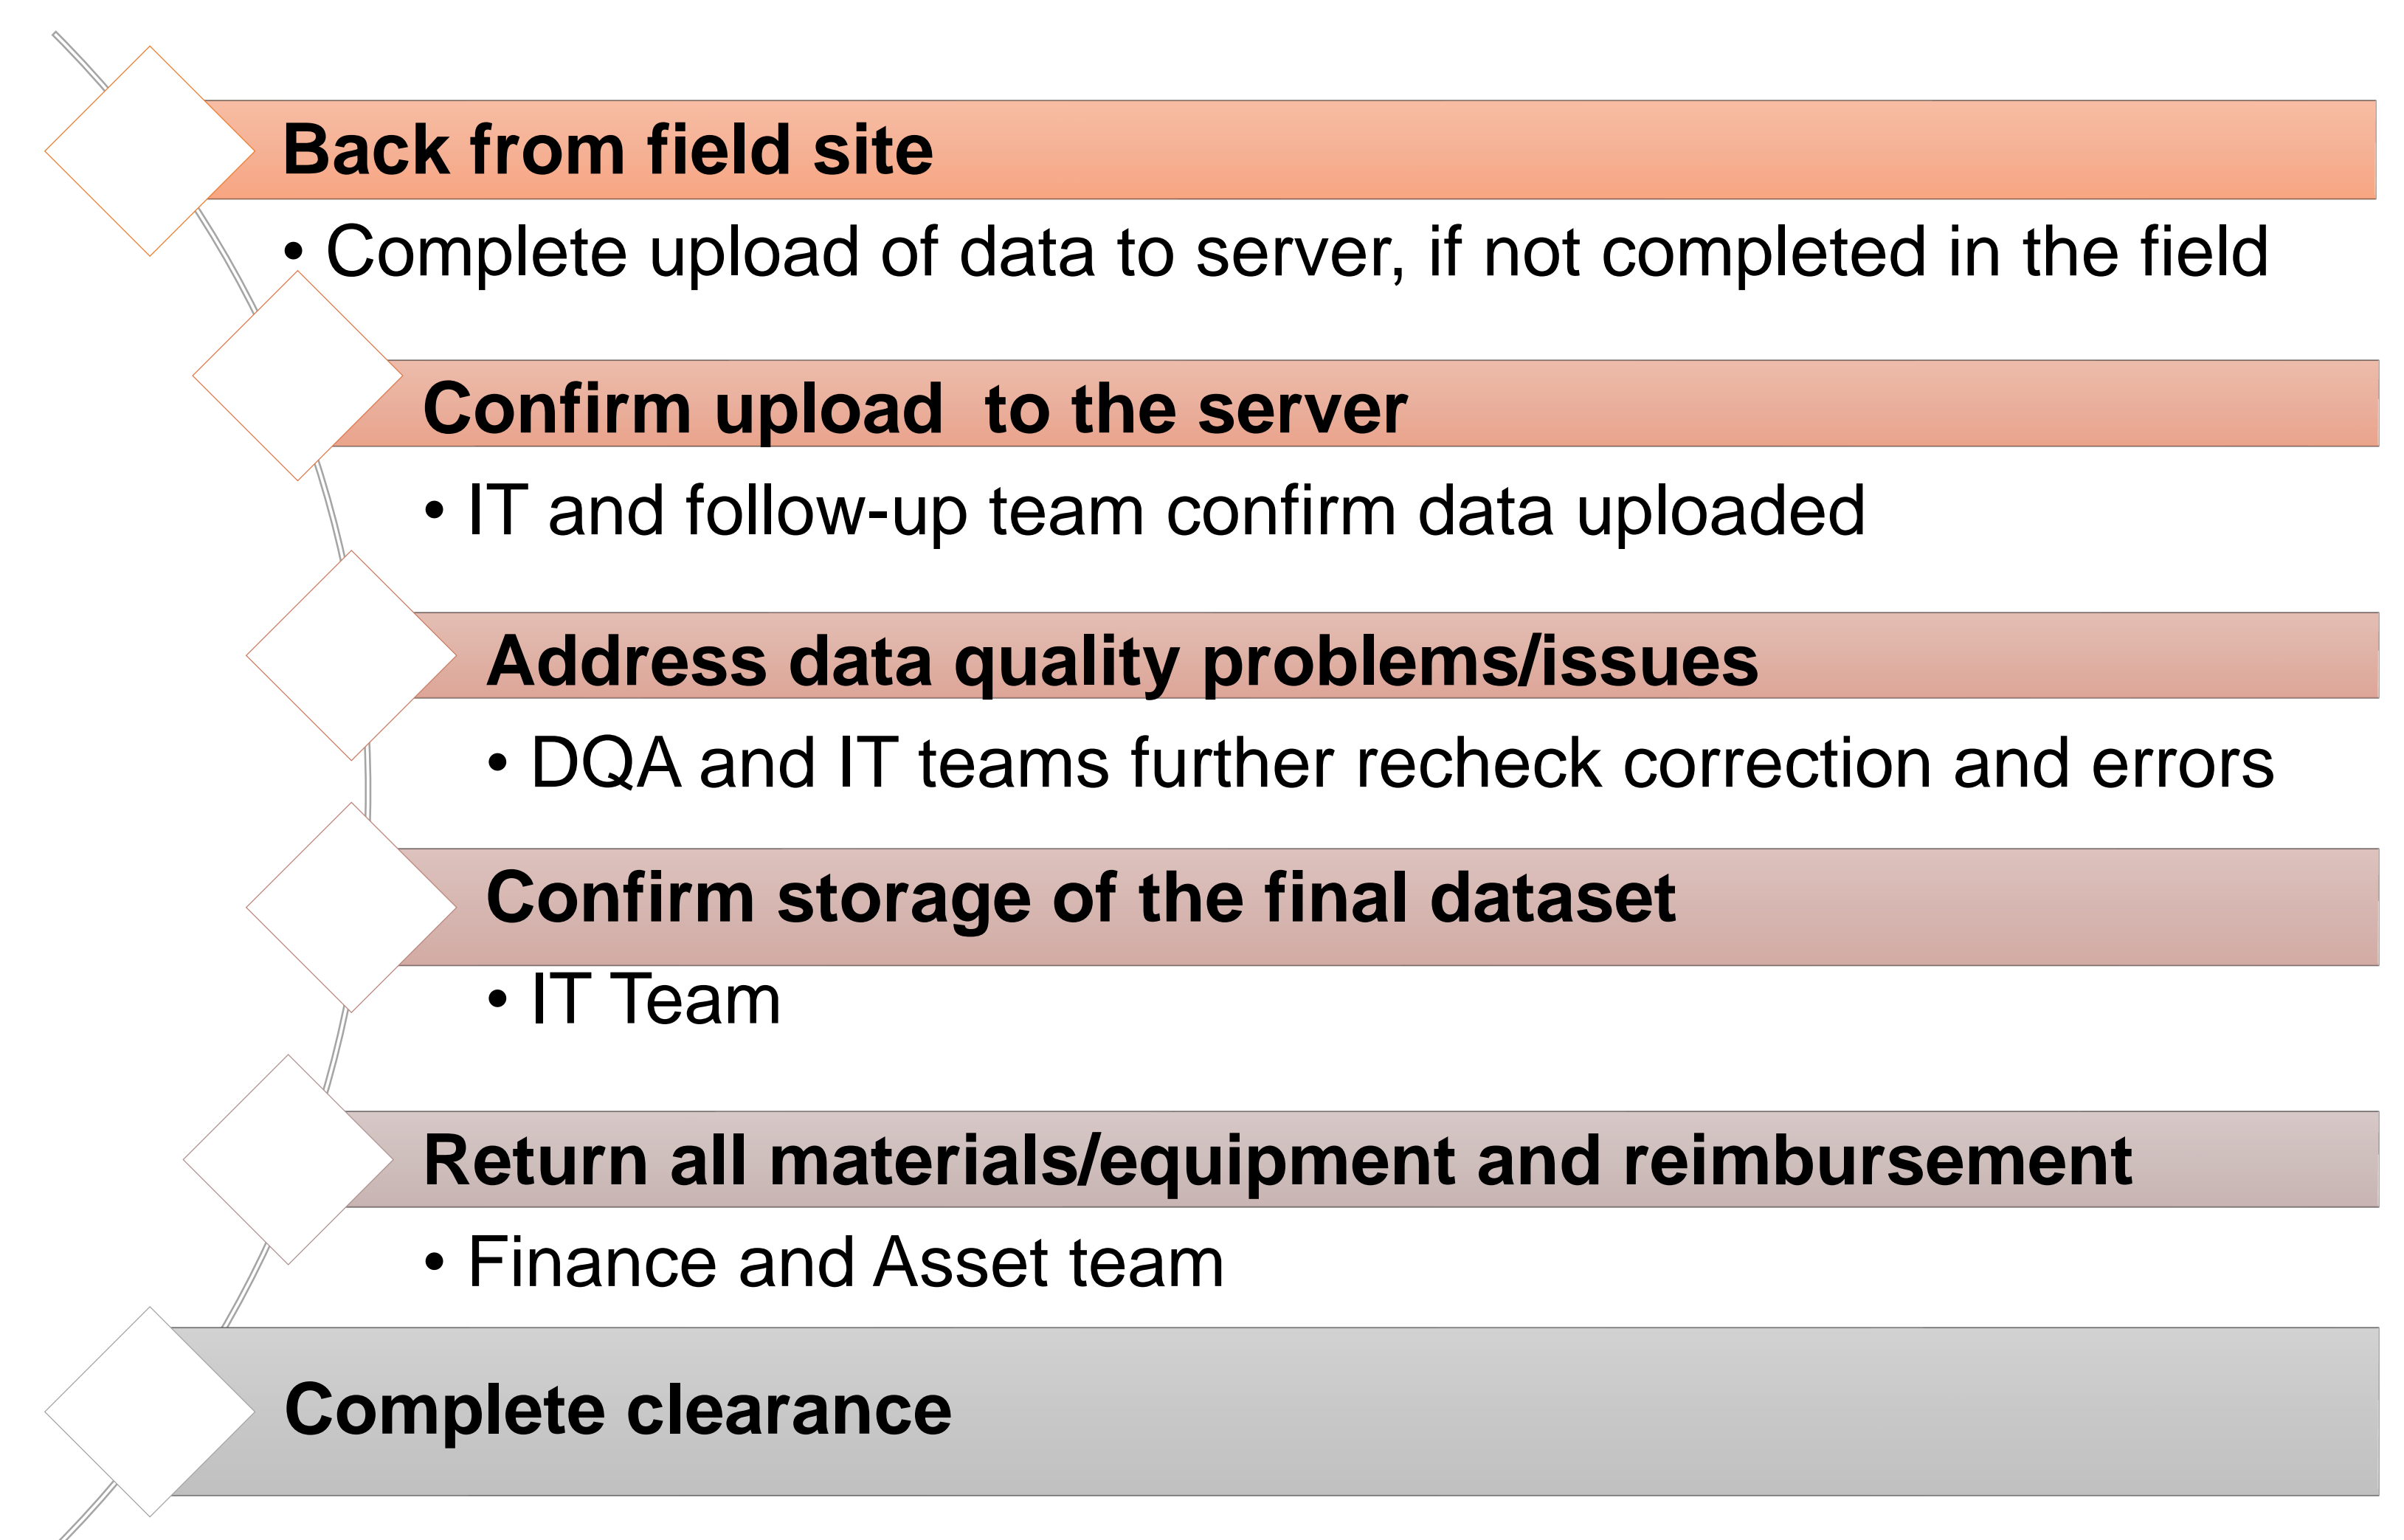 Back from field site
• Complete upload of data to server, if not completed in the field
Confirm upload  to the server
• IT and follow-up team confirm data uploaded
Address data quality problems/issues
• DQA and IT teams further recheck correction and errors
Confirm storage of the final dataset
• IT Team
Return all materials/equipment and reimbursement
• Finance and Asset team
Complete clearance